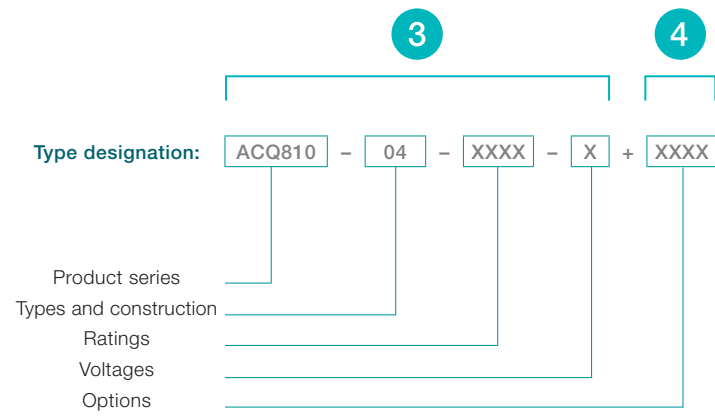 3 4
Type designation: ACQ810 – 04 – XXXX – X + XXXX
Product series
Types and construction
Ratings
Voltages
Options